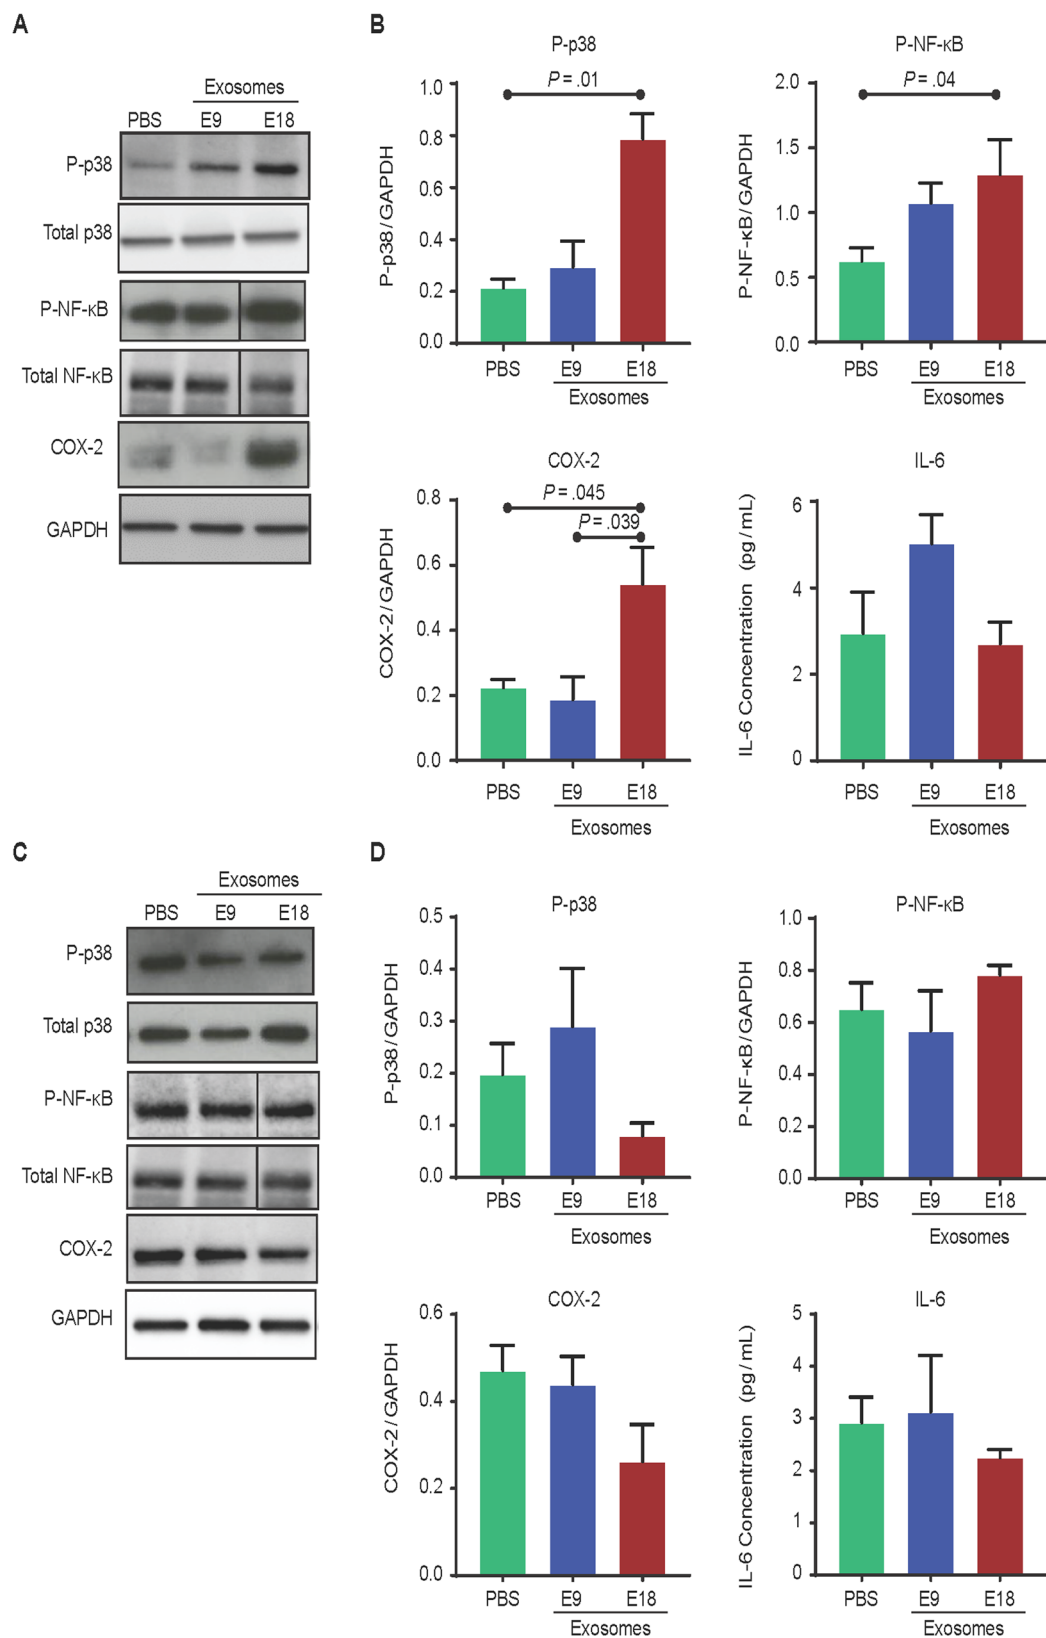 A
Exosomes
PBS E9 E18
P-p38
Total p38
P-NF-κB
Total NF-κB
COX-2
GAPDH
B
P-p38
P = .01
P-p38/GAPDH
1.0
0.8
0.6
0.4
0.2
0.0
PBS E9 E18
Exosomes
P-NF-κB
P = .04
P-NF-κB/GAPDH
2.0
1.5
1.0
0.5
0.0
PBS E9 E18
Exosomes
COX-2
P = .045
P = .039
COX-2/GAPDH
0.8
0.6
0.4
0.2
0.0
PBS E9 E18
Exosomes
IL-6
IL-6 Concentration (pg/mL)
6
4
2
0
PBS E9 E18
Exosomes
C
Exosomes
PBS E9 E18
P-p38
Total p38
P-NF-κB
Total NF-κB
COX-2
GAPDH
D
P-p38
P-p38/GAPDH
0.5
0.4
0.3
0.2
0.1
0.0
PBS E9 E18
Exosomes
P-NF-κB
P-NF-κB/GAPDH
1.0
0.8
0.6
0.4
0.2
0.0
PBS E9 E18
Exosomes
COX-2
COX-2/GAPDH
0.6
0.4
0.2
0.0
PBS E9 E18
Exosomes
IL-6
IL-6 Concentration (pg/mL)
5
4
3
2
1
0
PBS E9 E18
Exosomes